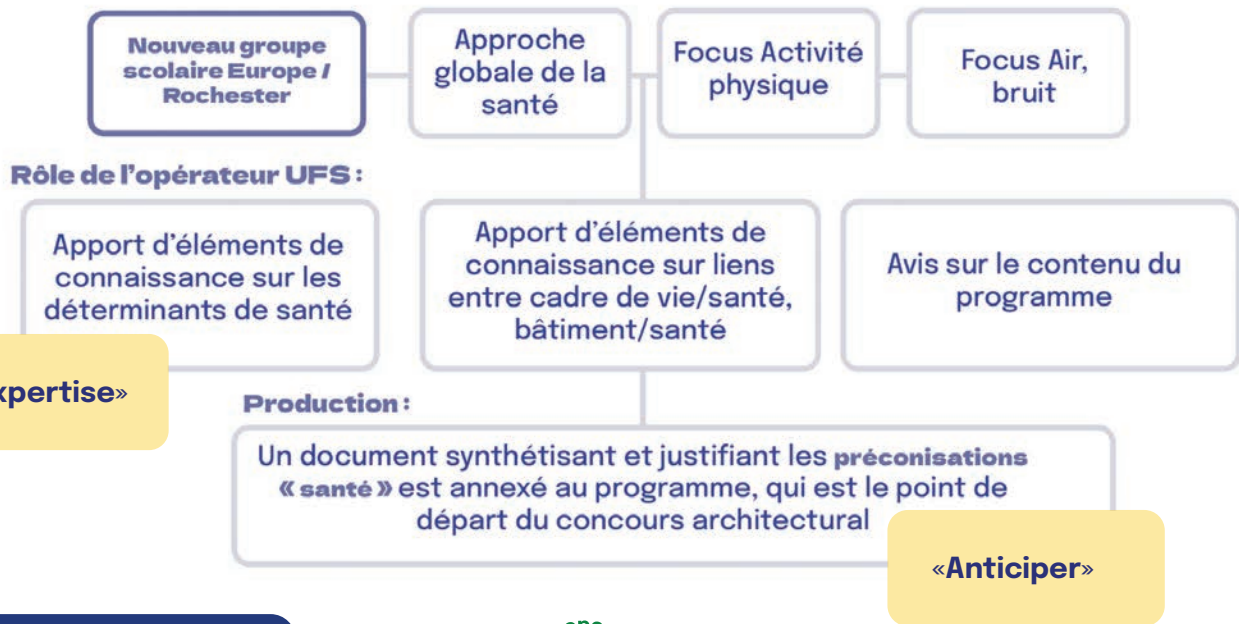 Nouveau groupe
scolaire Europe /
Rochester
Approche
globale de la
santé
Focus Activité
physique
Focus Air,
bruit
Rôle de l'opérateur UFS :
Apport d'éléments de
connaissance sur les
déterminants de santé
Apport d'éléments de
connaissance sur liens
entre cadre de vie/santé,
bâtiment/santé
Avis sur le contenu du
programme
xpertise»
Production :
Un document synthétisant et justifiant les préconisations
« santé » est annexé au programme, qui est le point de
départ du concours architectural
«Anticiper»